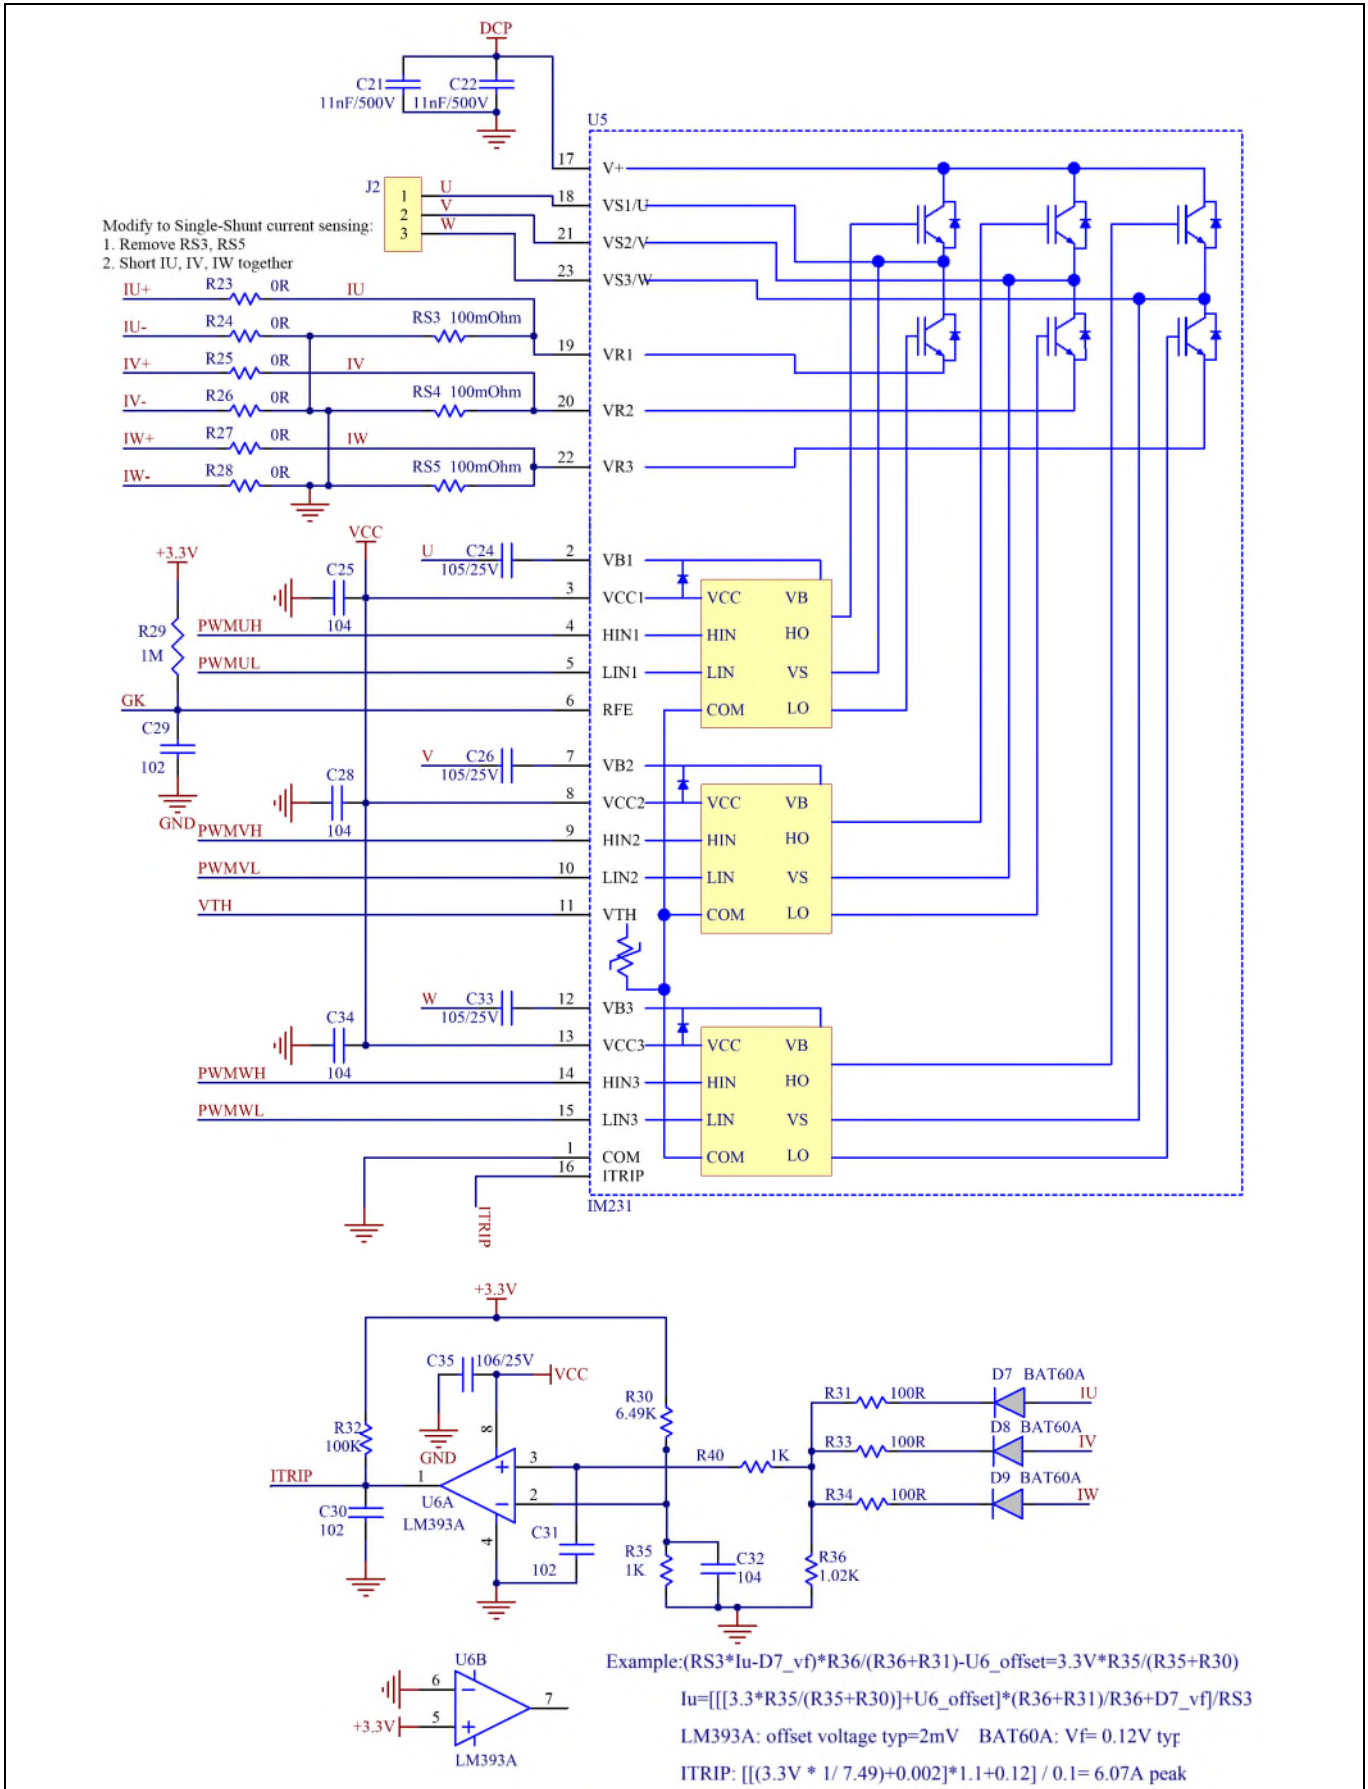 DCP
C21
C22
11nF/500V
11nF/500V
U5
17
V+
J2
1
2
3
U
V
W
18
VS1/U
21
VS2/V
23
VS3/W
Modify to Single-Shunt current sensing:
1. Remove RS3, RS5
2. Short IU, IV, IW together
IU+
R23
0R
IU
IU-
R24
0R
RS3 100mOhm
19
VR1
IV+
R25
0R
IV
IV-
R26
0R
RS4 100mOhm
20
VR2
IW+
R27
0R
IW
IW-
R28
0R
RS5 100mOhm
22
VR3
VCC
+3.3V
U
C24
105/25V
2
VB1
C25
104
3
VCC1
VCC
VB
R29
1M
PWMUH
4
HIN1
HIN
HO
PWMUL
5
LIN1
LIN
VS
GK
6
RFE
COM
LO
C29
102
GND
V
C26
105/25V
7
VB2
C28
104
8
VCC2
VCC
VB
PWMVH
9
HIN2
HIN
HO
PWMVL
10
LIN2
LIN
VS
VTH
11
VTH
COM
LO
W
C33
105/25V
12
VB3
C34
104
13
VCC3
VCC
VB
PWMWH
14
HIN3
HIN
HO
PWMWL
15
LIN3
LIN
VS
1
COM
COM
LO
16
ITRIP
ITRIP
IM231
+3.3V
C35
106/25V
VCC
GND
R32
100K
R30
6.49K
R31
100R
D7 BAT60A
IU
R33
100R
D8 BAT60A
IV
R34
100R
D9 BAT60A
IW
R40
1K
8
3
2
1
4
+
−
ITRIP
U6A
LM393A
C30
102
C31
102
R35
1K
C32
104
R36
1.02K
U6B
6
5
7
−
+
+3.3V
LM393A
Example:(RS3*Iu-D7_vf)*R36/(R36+R31)-U6_offset=3.3V*R35/(R35+R30)
Iu=[[[3.3*R35/(R35+R30)]+U6_offset]*(R36+R31)/R36+D7_vf]/RS3
LM393A: offset voltage typ=2mV BAT60A: Vf= 0.12V typ
ITRIP: [[(3.3V * 1/ 7.49)+0.002]*1.1+0.12] / 0.1= 6.07A peak